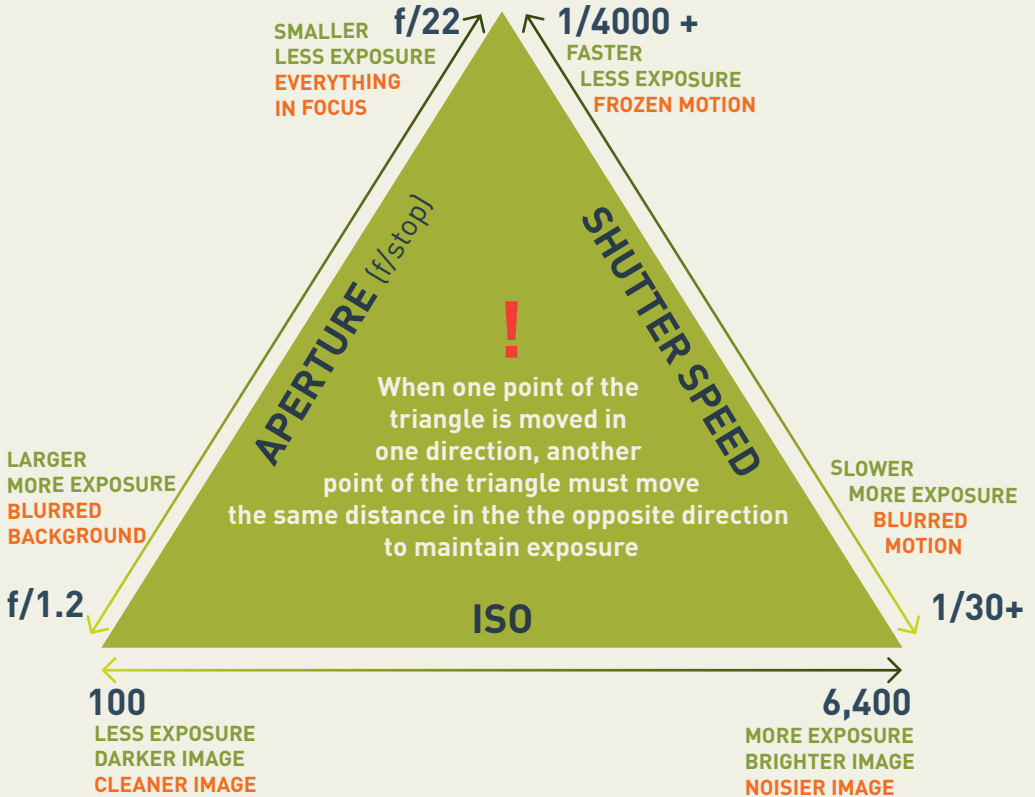 f/22
SMALLER
LESS EXPOSURE
EVERYTHING
IN FOCUS
1/4000 +
FASTER
LESS EXPOSURE
FROZEN MOTION
APERTURE (f/stop)
SHUTTER SPEED
!
When one point of the
triangle is moved in
one direction, another
point of the triangle must move
the same distance in the the opposite direction
to maintain exposure
LARGER
MORE EXPOSURE
BLURRED
BACKGROUND
f/1.2
SLOWER
MORE EXPOSURE
BLURRED
MOTION
1/30+
ISO
100
LESS EXPOSURE
DARKER IMAGE
CLEANER IMAGE
6,400
MORE EXPOSURE
BRIGHTER IMAGE
NOISIER IMAGE